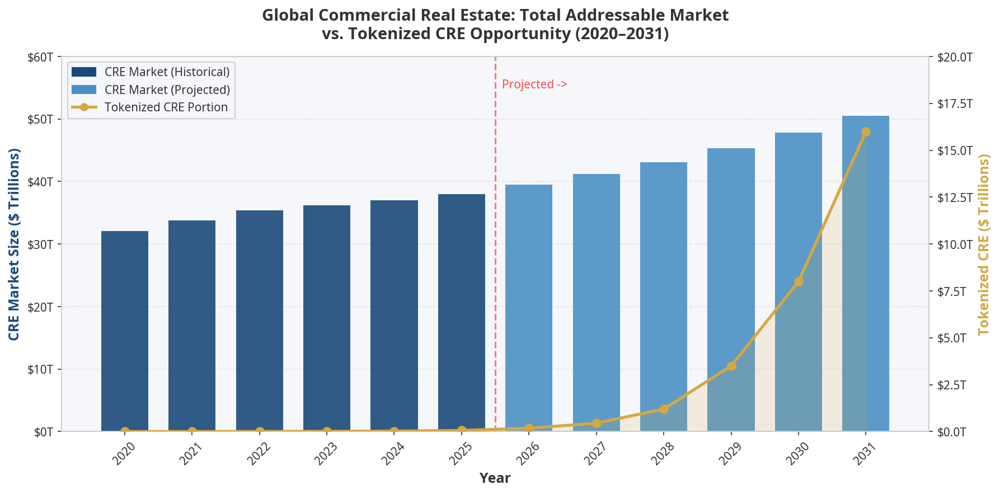 Global Commercial Real Estate: Total Addressable Market
vs. Tokenized CRE Opportunity (2020–2031)
CRE Market (Historical)
CRE Market (Projected)
Tokenized CRE Portion
Projected ->
CRE Market Size ($ Trillions)
$60T
$50T
$40T
$30T
$20T
$10T
$0T
$20.0T
$17.5T
$15.0T
$12.5T
$10.0T
$7.5T
$5.0T
$2.5T
$0.0T
Tokenized CRE ($ Trillions)
2020
2021
2022
2023
2024
2025
2026
2027
2028
2029
2030
2031
Year